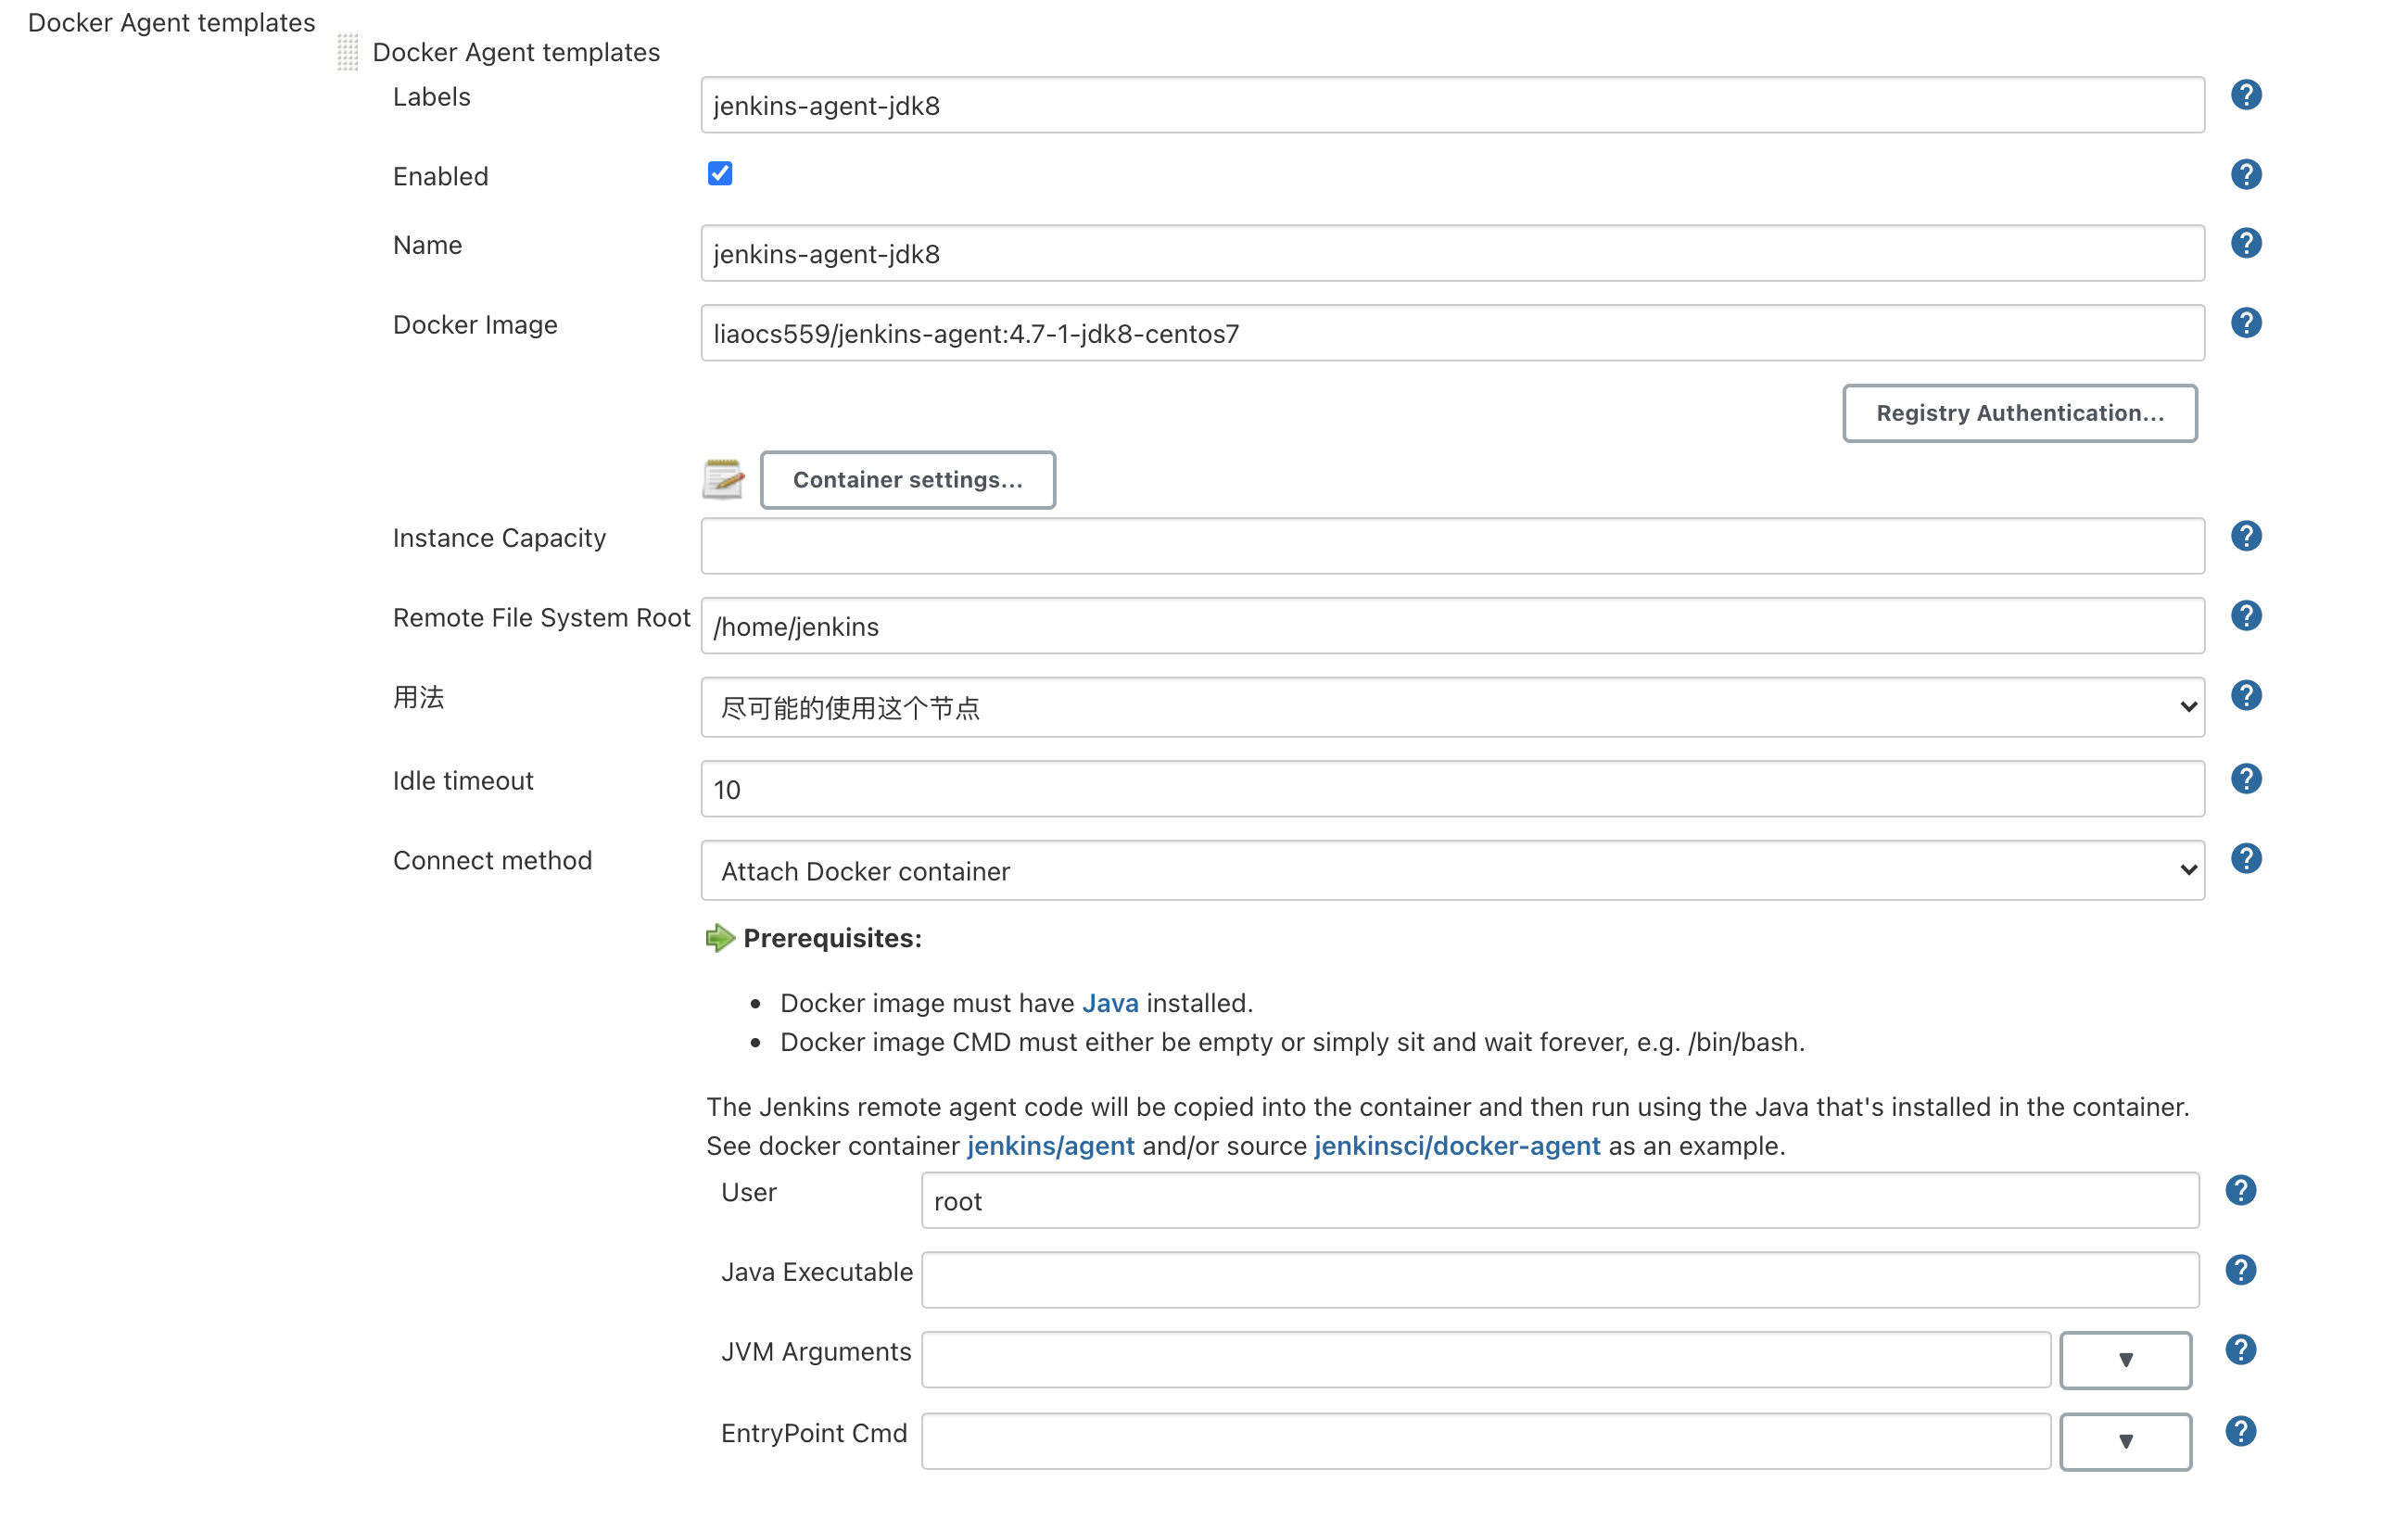 Docker Agent templates
Docker Agent templates
Labels
jenkins-agent-jdk8
Enabled
Name
jenkins-agent-jdk8
Docker Image
liaocs559/jenkins-agent:4.7-1-jdk8-centos7
Registry Authentication...
Container settings...
Instance Capacity
Remote File System Root
/home/jenkins
用法
尽可能的使用这个节点
Idle timeout
10
Connect method
Attach Docker container
Prerequisites:
• Docker image must have Java installed.
• Docker image CMD must either be empty or simply sit and wait forever, e.g. /bin/bash.
The Jenkins remote agent code will be copied into the container and then run using the Java that's installed in the container.
See docker container jenkins/agent and/or source jenkinsci/docker-agent as an example.
User
root
Java Executable
JVM Arguments
EntryPoint Cmd